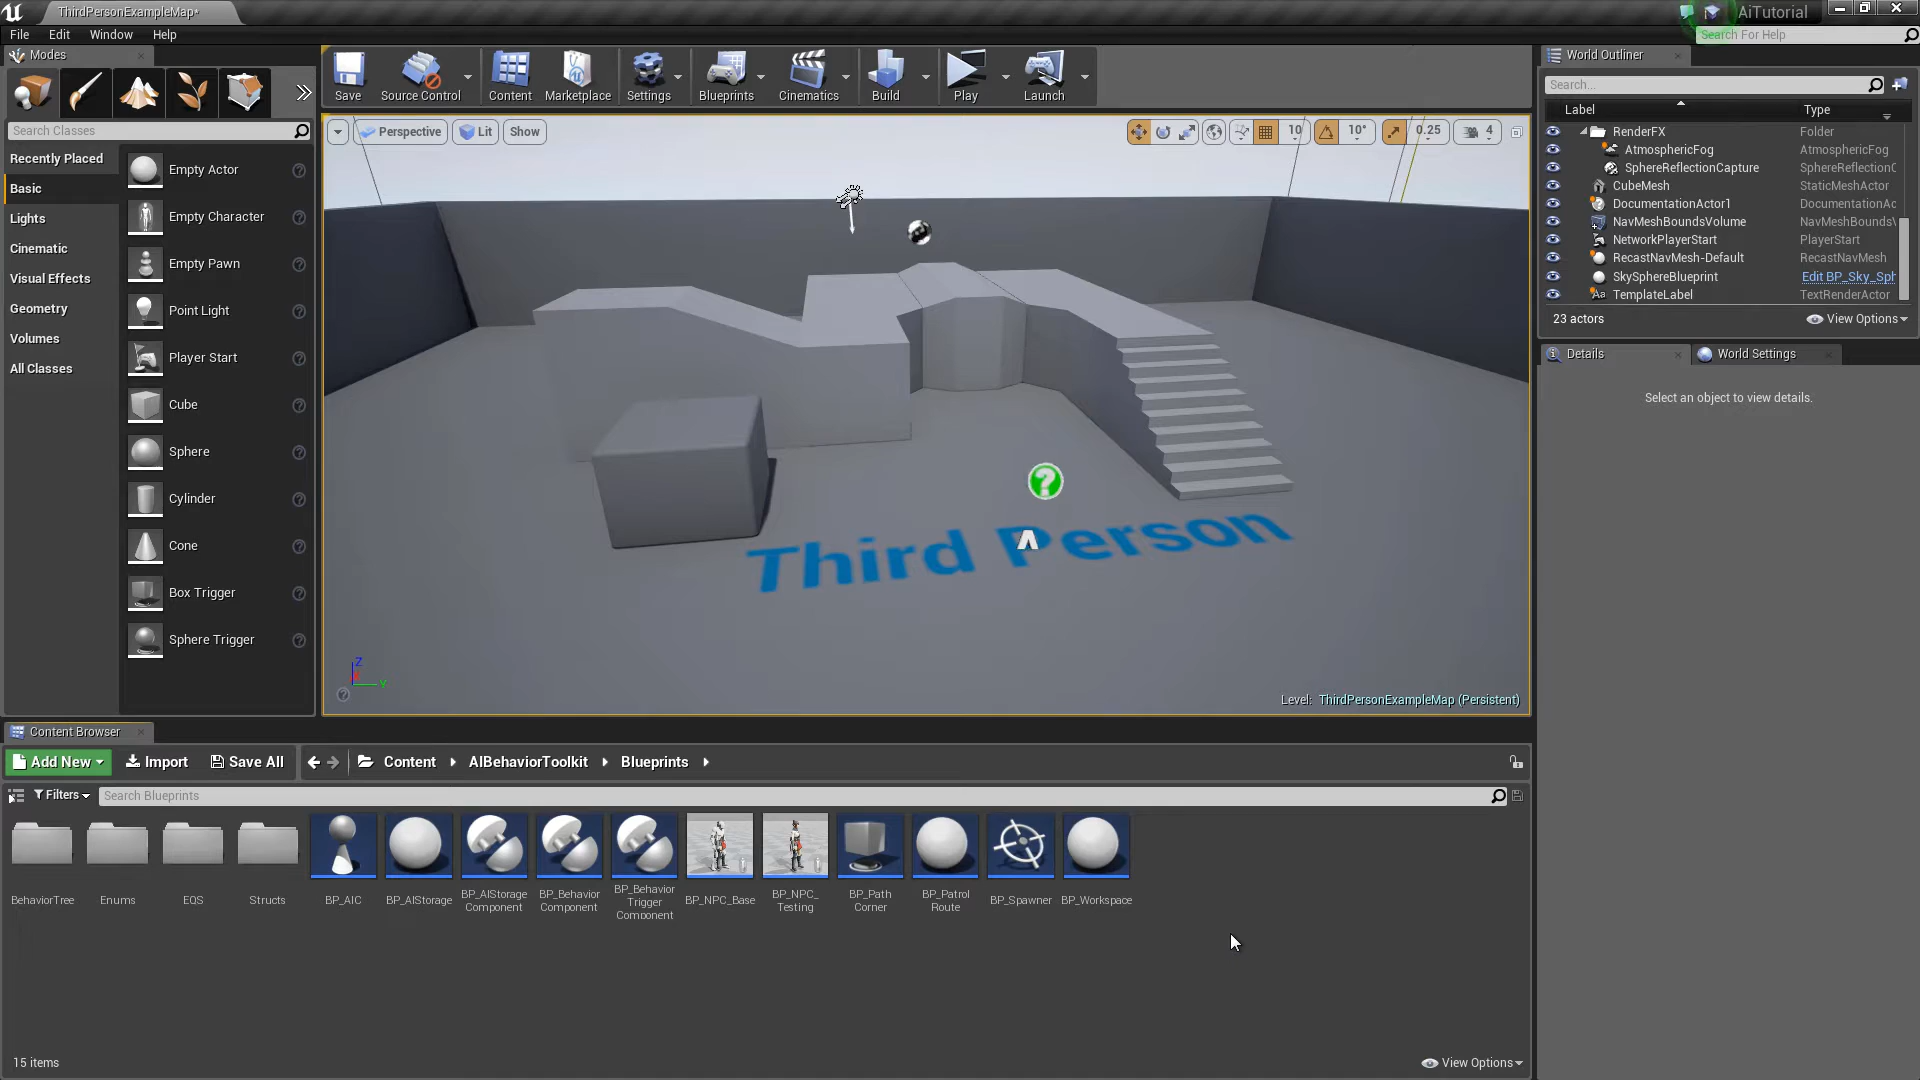 ThirdPersonExampleMap*
AiTutorial
File Edit Window Help
Search For Help
Modes
Save
Source Control
Content
Marketplace
Settings
Blueprints
Cinematics
Build
Play
Launch
Search Classes
Recently Placed
Basic
Lights
Cinematic
Visual Effects
Geometry
Volumes
All Classes
Empty Actor
Empty Character
Empty Pawn
Point Light
Player Start
Cube
Sphere
Cylinder
Cone
Box Trigger
Sphere Trigger
Perspective
Lit
Show
10
10°
0.25
4
Third Person
Z
Y
Level: ThirdPersonExampleMap (Persistent)
World Outliner
Search...
Label Type
RenderFX Folder
AtmosphericFog AtmosphericFog
SphereReflectionCapture SphereReflectionC
CubeMesh StaticMeshActor
DocumentationActor1 DocumentationAc
NavMeshBoundsVolume NavMeshBoundsV
NetworkPlayerStart PlayerStart
RecastNavMesh-Default RecastNavMesh
SkySphereBlueprint Edit BP_Sky_Sph
TemplateLabel TextRenderActor
23 actors
View Options
Details
World Settings
Select an object to view details.
Content Browser
Add New
Import
Save All
Content
AIBehaviorToolkit
Blueprints
Filters
Search Blueprints
BehaviorTree
Enums
EQS
Structs
BP_AIC
BP_AIStorage
BP_AIStorage
Component
BP_Behavior
Component
BP_Behavior
Trigger
Component
BP_NPC_Base
BP_NPC_
Testing
BP_Path
Corner
BP_Patrol
Route
BP_Spawner
BP_Workspace
15 items
View Options